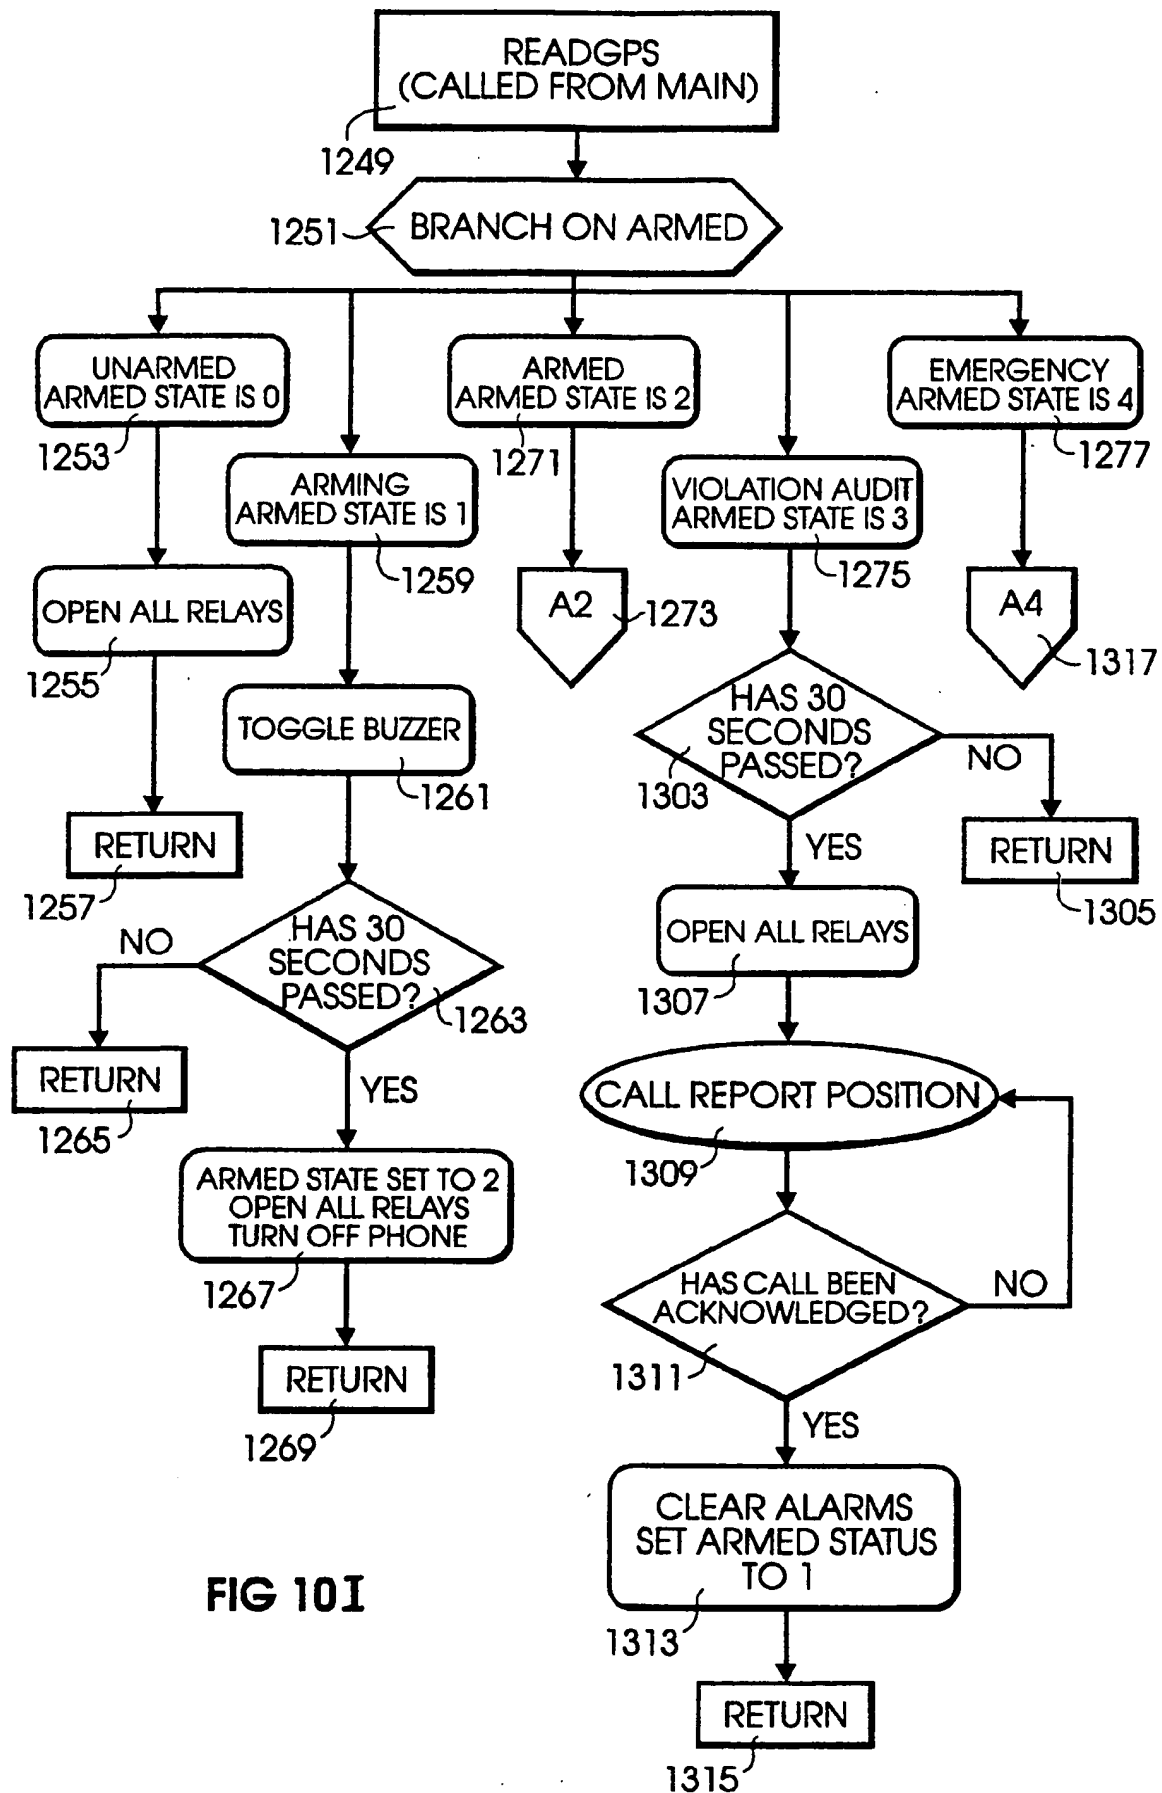 READGPS
(CALLED FROM MAIN)
1249
BRANCH ON ARMED
1251
UNARMED
ARMED STATE IS 0
1253
ARMED
ARMED STATE IS 2
1271
EMERGENCY
ARMED STATE IS 4
1277
ARMING
ARMED STATE IS 1
1259
VIOLATION AUDIT
ARMED STATE IS 3
1275
OPEN ALL RELAYS
1255
A2
1273
A4
1317
TOGGLE BUZZER
1261
HAS 30
SECONDS
PASSED?
1303
NO
YES
RETURN
1257
RETURN
1305
HAS 30
SECONDS
PASSED?
1263
NO
YES
OPEN ALL RELAYS
1307
RETURN
1265
CALL REPORT POSITION
1309
ARMED STATE SET TO 2
OPEN ALL RELAYS
TURN OFF PHONE
1267
HAS CALL BEEN
ACKNOWLEDGED?
1311
NO
YES
RETURN
1269
CLEAR ALARMS
SET ARMED STATUS
TO 1
1313
RETURN
1315
FIG 10I